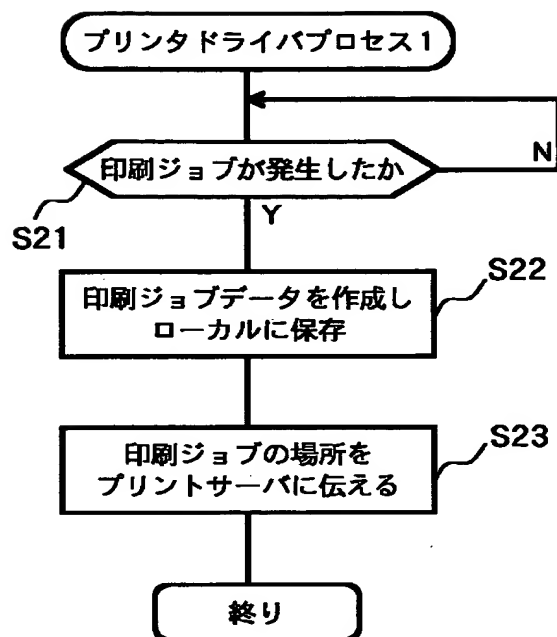 プリンタドライバプロセス1
印刷ジョブが発生したか
N
Y
S21
S22
印刷ジョブデータを作成し
ローカルに保存
S23
印刷ジョブの場所を
プリントサーバに伝える
終り